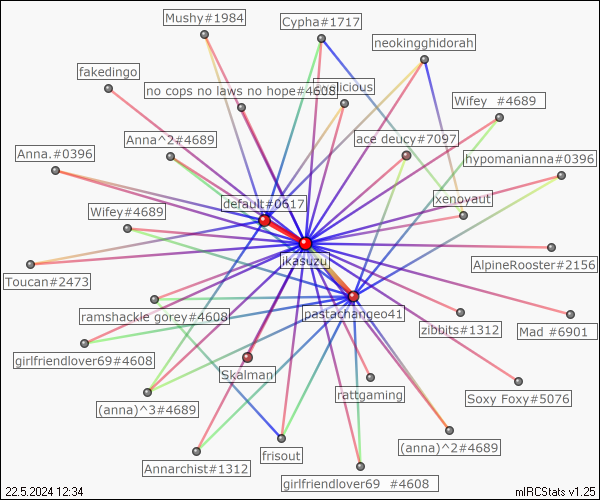 Mushy#1984
Cypha#1717
neokingghidorah
fakedingo
no cops no laws no hope#4608
licious
Wifey #4689
Anna^2#4689
ace deucy#7097
Anna.#0396
hypomanianna#0396
default#0617
xenoyaut
Wifey#4689
ikasuzu
AlpineRooster#2156
Toucan#2473
ramshackle gorey#4608
pastachangeo41
zibbits#1312
Mad #6901
girlfriendlover69#4608
Skalman
rattgaming
Soxy Foxy#5076
(anna)^3#4689
(anna)^2#4689
frisout
Annarchist#1312
girlfriendlover69 #4608
22.5.2024 12:34
mIRCStats v1.25